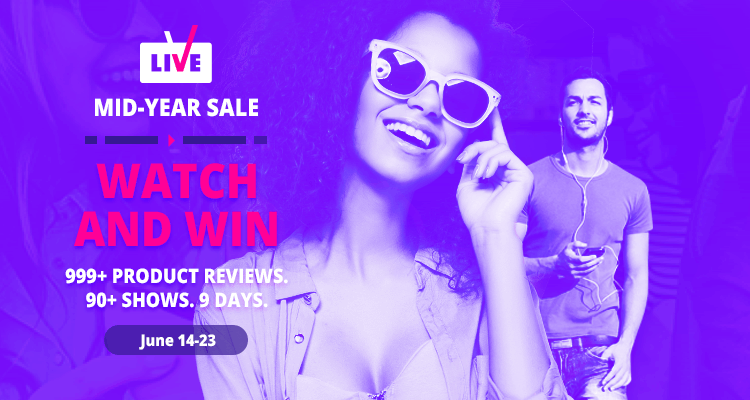 LIVE
MID-YEAR SALE
WATCH
AND WIN
999+ PRODUCT REVIEWS.
90+ SHOWS. 9 DAYS.
June 14-23